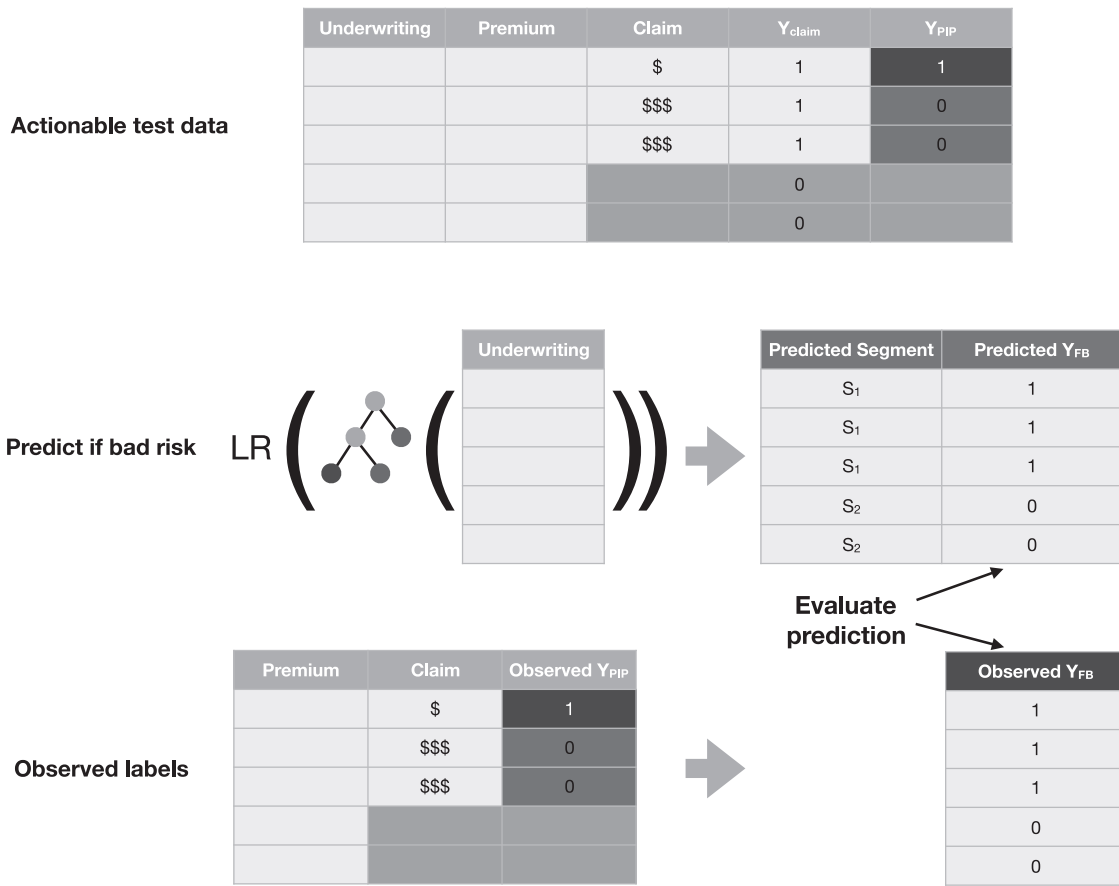 Underwriting Premium Claim Yclaim YPIP
$ 1 1
Actionable test data
$$$ 1 0
$$$ 1 0
0
0
Underwriting
Predicted Segment Predicted YFB
S1 1
S1 1
Predict if bad risk LR ( ( ) )
S1 1
S2 0
S2 0
Evaluate
prediction
Premium Claim Observed YPIP
Observed YFB
$ 1
1
$$$ 0
1
Observed labels
$$$ 0
1
0
0